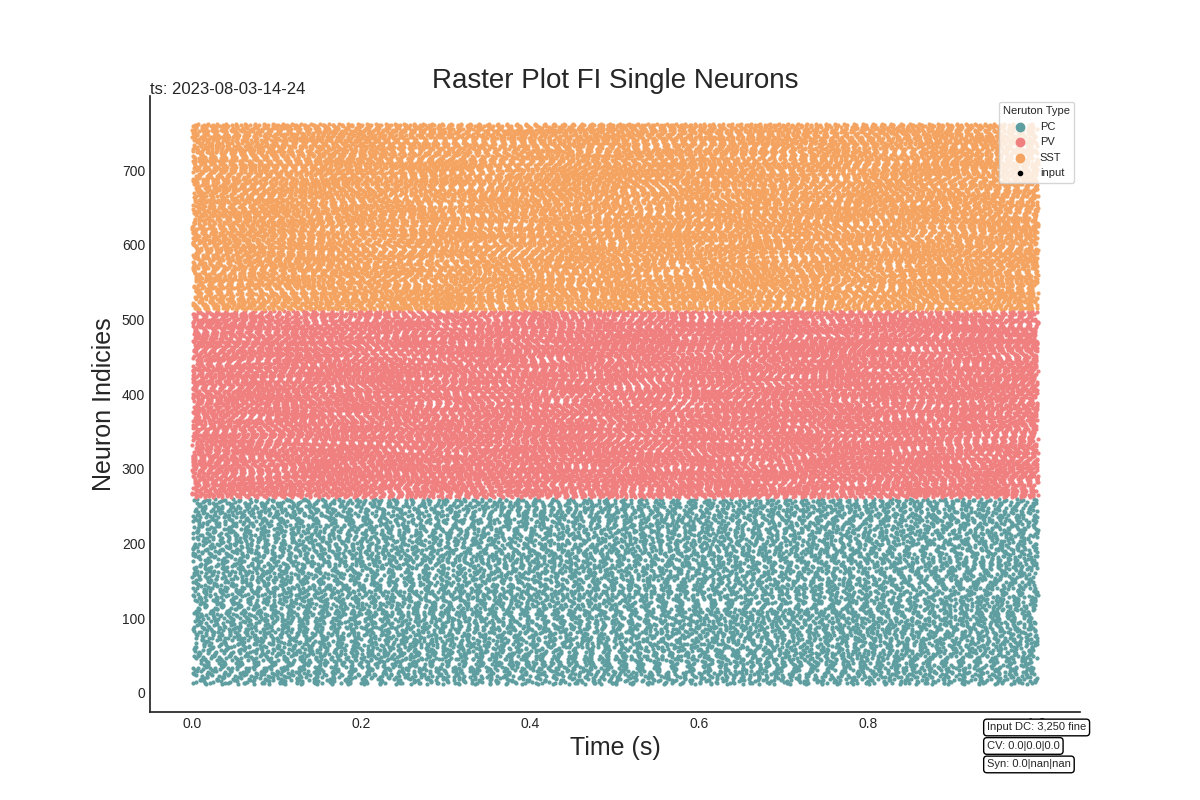 Raster Plot FI Single Neurons
ts: 2023-08-03-14-24
Neruton Type
PC
PV
SST
input
Neuron Indicies
700
600
500
400
300
200
100
0
0.0 0.2 0.4 0.6 0.8
Time (s)
Input DC: 3,250 fine
CV: 0.0|0.0|0.0
Syn: 0.0|nan|nan